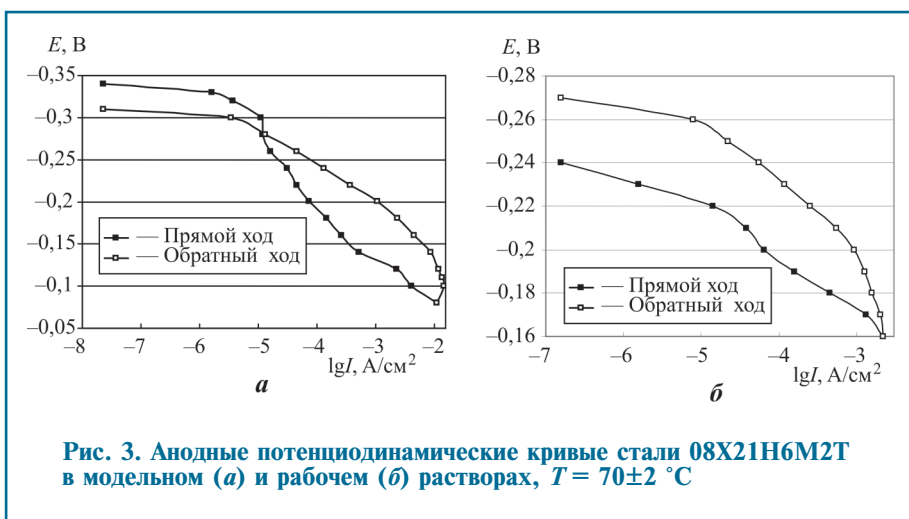 E, В
−0,35
−0,3
−0,25
−0,2
−0,15
−0,1
−0,05
−8 −7 −6 −5 −4 −3 −2
lgI, А/см²
Прямой ход
Обратный ход
а
E, В
−0,28
−0,26
−0,24
−0,22
−0,2
−0,18
−0,16
−7 −6 −5 −4 −3
lgI, А/см²
Прямой ход
Обратный ход
б
Рис. 3. Анодные потенциодинамические кривые стали 08Х21Н6М2Т
в модельном (а) и рабочем (б) растворах, T = 70±2 °С